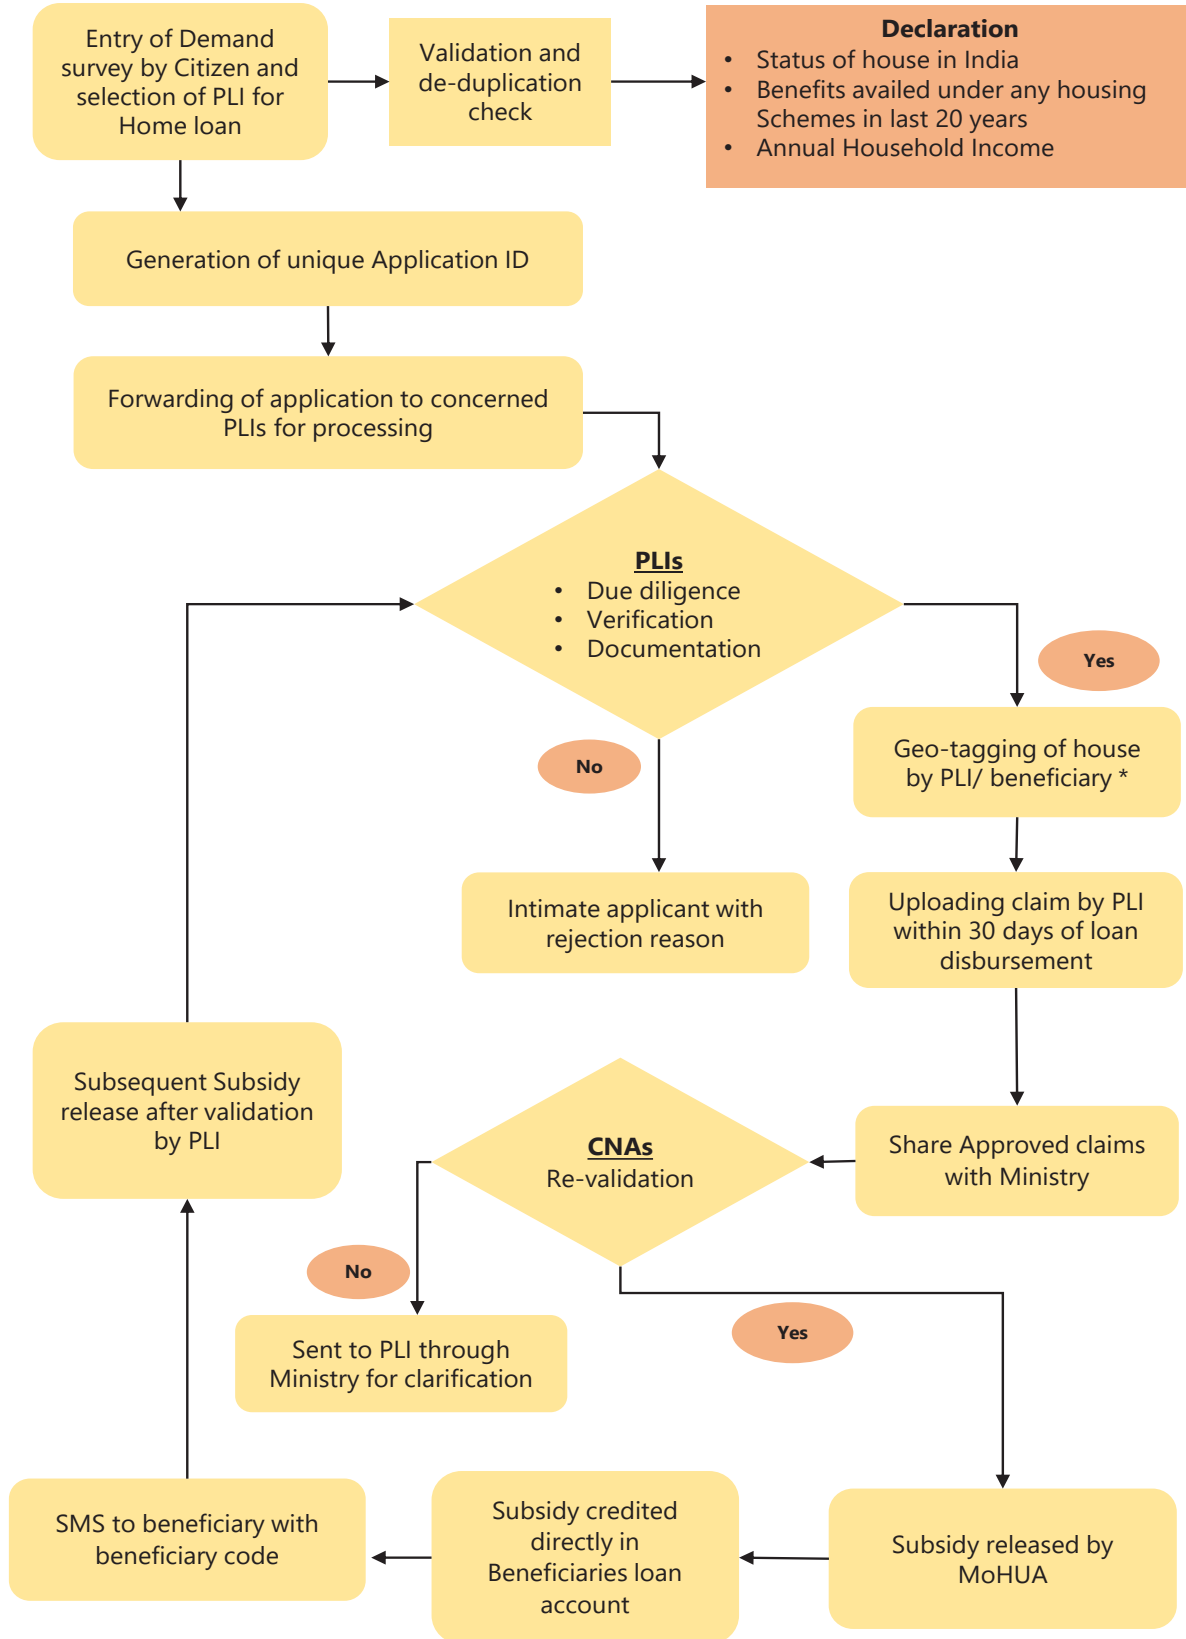 Entry of Demand
survey by Citizen and
selection of PLI for
Home loan
Validation and
de-duplication
check
Declaration
• Status of house in India
• Benefits availed under any housing
Schemes in last 20 years
• Annual Household Income
Generation of unique Application ID
Forwarding of application to concerned
PLIs for processing
PLIs
• Due diligence
• Verification
• Documentation
Yes
No
Geo-tagging of house
by PLI/ beneficiary *
Intimate applicant with
rejection reason
Uploading claim by PLI
within 30 days of loan
disbursement
Subsequent Subsidy
release after validation
by PLI
CNAs
Re-validation
Share Approved claims
with Ministry
No
Yes
Sent to PLI through
Ministry for clarification
SMS to beneficiary with
beneficiary code
Subsidy credited
directly in
Beneficiaries loan
account
Subsidy released by
MoHUA